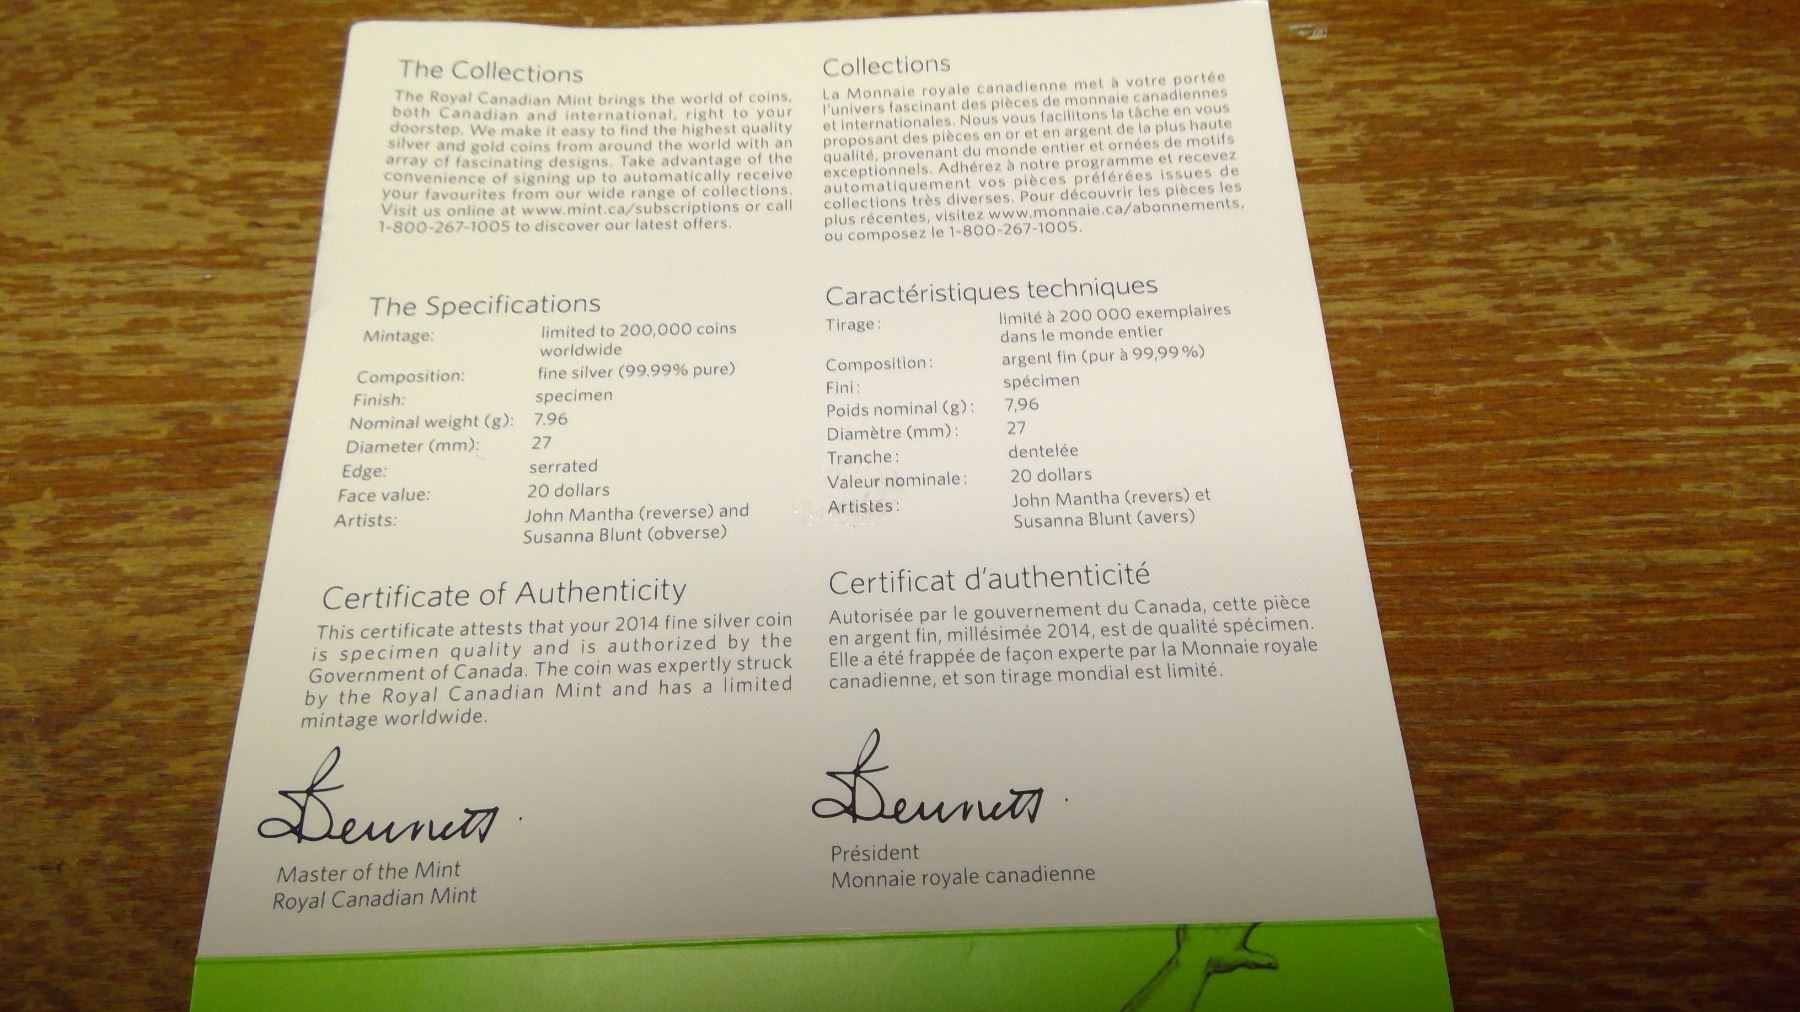 The Collections
The Royal Canadian Mint brings the world of coins,
both Canadian and international, right to your
doorstep. We make it easy to find the highest quality
silver and gold coins from around the world with an
array of fascinating designs. Take advantage of the
convenience of signing up to automatically receive
your favourites from our wide range of collections.
Visit us online at www.mint.ca/subscriptions or call
1-800-267-1005 to discover our latest offers.
The Specifications
Mintage: limited to 200,000 coins
worldwide
Composition: fine silver (99.99% pure)
Finish: specimen
Nominal weight (g): 7.96
Diameter (mm): 27
Edge: serrated
Face value: 20 dollars
Artists: John Mantha (reverse) and
Susanna Blunt (obverse)
Certificate of Authenticity
This certificate attests that your 2014 fine silver coin
is specimen quality and is authorized by the
Government of Canada. The coin was expertly struck
by the Royal Canadian Mint and has a limited
mintage worldwide.
Bennett
Master of the Mint
Royal Canadian Mint
Collections
La Monnaie royale canadienne met à votre portée
l'univers fascinant des pièces de monnaie canadiennes
et internationales. Nous vous facilitons la tâche en vous
proposant des pièces en or et en argent de la plus haute
qualité, provenant du monde entier et ornées de motifs
exceptionnels. Adhérez à notre programme et recevez
automatiquement vos pièces préférées issues de
collections très diverses. Pour découvrir les pièces les
plus récentes, visitez www.monnaie.ca/abonnements,
ou composez le 1-800-267-1005.
Caractéristiques techniques
Tirage: limité à 200 000 exemplaires
dans le monde entier
Composition: argent fin (pur à 99,99 %)
Fini: spécimen
Poids nominal (g): 7,96
Diamètre (mm): 27
Tranche: dentelée
Valeur nominale: 20 dollars
Artistes: John Mantha (revers) et
Susanna Blunt (avers)
Certificat d'authenticité
Autorisée par le gouvernement du Canada, cette pièce
en argent fin, millésimée 2014, est de qualité spécimen.
Elle a été frappée de façon experte par la Monnaie royale
canadienne, et son tirage mondial est limité.
Bennett
Président
Monnaie royale canadienne